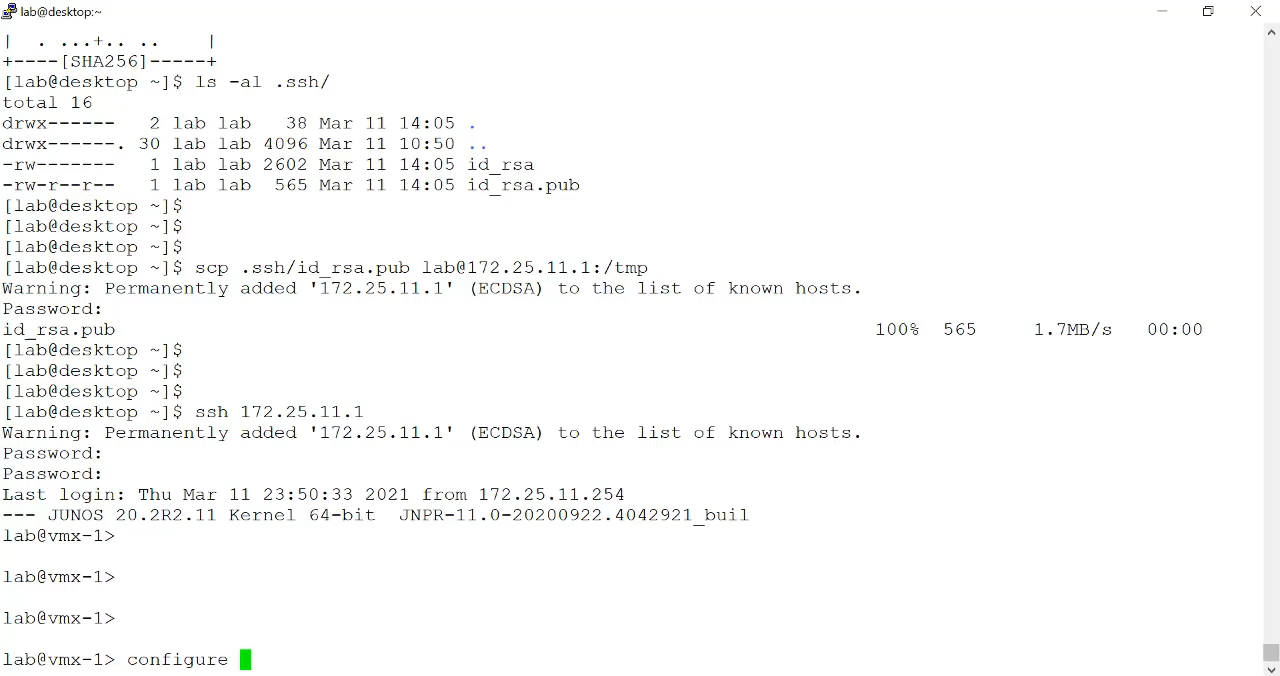 lab@desktop:~
|  . ...+.. ..    |
+----[SHA256]-----+
[lab@desktop ~]$ ls -al .ssh/
total 16
drwx------   2 lab lab   38 Mar 11 14:05 .
drwx------. 30 lab lab 4096 Mar 11 10:50 ..
-rw-------   1 lab lab 2602 Mar 11 14:05 id_rsa
-rw-r--r--   1 lab lab  565 Mar 11 14:05 id_rsa.pub
[lab@desktop ~]$
[lab@desktop ~]$
[lab@desktop ~]$
[lab@desktop ~]$ scp .ssh/id_rsa.pub lab@172.25.11.1:/tmp
Warning: Permanently added '172.25.11.1' (ECDSA) to the list of known hosts.
Password:
id_rsa.pub                                                                   100%  565     1.7MB/s   00:00
[lab@desktop ~]$
[lab@desktop ~]$
[lab@desktop ~]$
[lab@desktop ~]$ ssh 172.25.11.1
Warning: Permanently added '172.25.11.1' (ECDSA) to the list of known hosts.
Password:
Password:
Last login: Thu Mar 11 23:50:33 2021 from 172.25.11.254
--- JUNOS 20.2R2.11 Kernel 64-bit  JNPR-11.0-20200922.4042921_buil
lab@vmx-1>
lab@vmx-1>
lab@vmx-1>
lab@vmx-1> configure